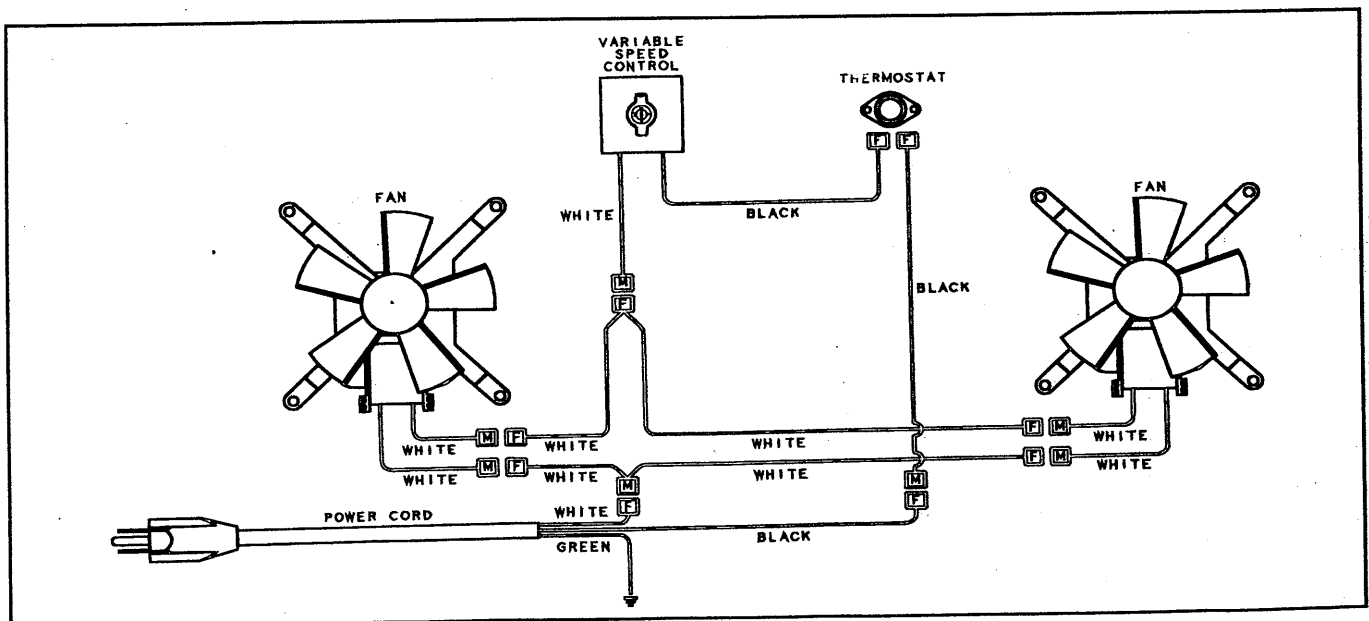 VARIABLE
SPEED
CONTROL
THERMOSTAT
F F
FAN
FAN
WHITE
BLACK
M
F
BLACK
M F
F M
WHITE
WHITE
WHITE
WHITE
M F
F M
WHITE
WHITE
WHITE
WHITE
M
F
M
F
WHITE
POWER CORD
BLACK
GREEN